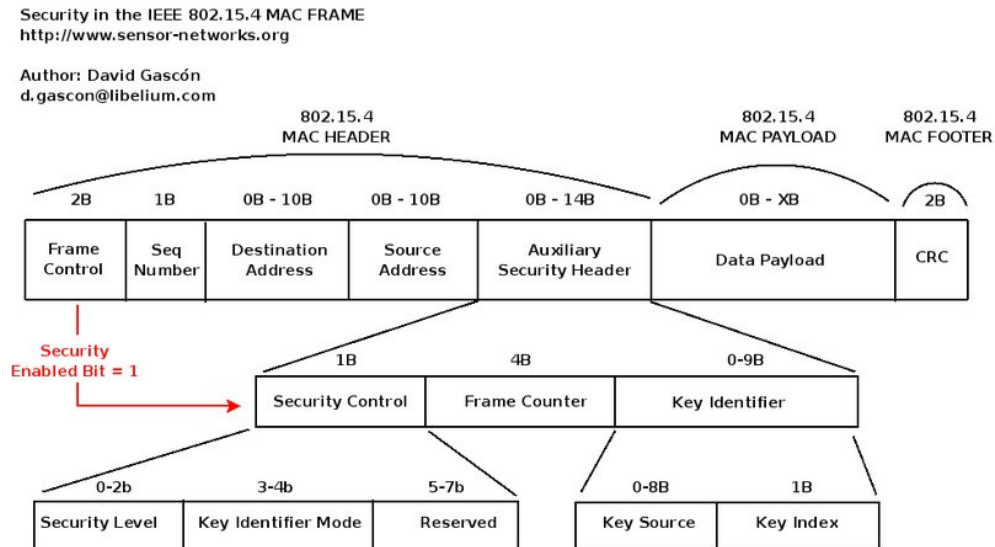 Security in the IEEE 802.15.4 MAC FRAME
http://www.sensor-networks.org
Author: David Gascón
d.gascon@libelium.com
802.15.4
MAC HEADER
802.15.4
MAC PAYLOAD
802.15.4
MAC FOOTER
2B 1B 0B - 10B 0B - 10B 0B - 14B 0B - XB 2B
Frame
Control
Seq
Number
Destination
Address
Source
Address
Auxiliary
Security Header
Data Payload
CRC
Security
Enabled Bit = 1
1B 4B 0-9B
Security Control Frame Counter Key Identifier
0-2b 3-4b 5-7b 0-8B 1B
Security Level Key Identifier Mode Reserved Key Source Key Index